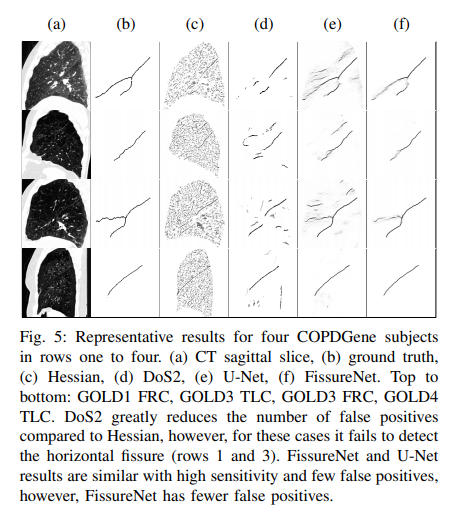 (a) (b) (c) (d) (e) (f)
Fig. 5: Representative results for four COPDGene subjects
in rows one to four. (a) CT sagittal slice, (b) ground truth,
(c) Hessian, (d) DoS2, (e) U-Net, (f) FissureNet. Top to
bottom: GOLD1 FRC, GOLD3 TLC, GOLD3 FRC, GOLD4
TLC. DoS2 greatly reduces the number of false positives
compared to Hessian, however, for these cases it fails to detect
the horizontal fissure (rows 1 and 3). FissureNet and U-Net
results are similar with high sensitivity and few false positives,
however, FissureNet has fewer false positives.